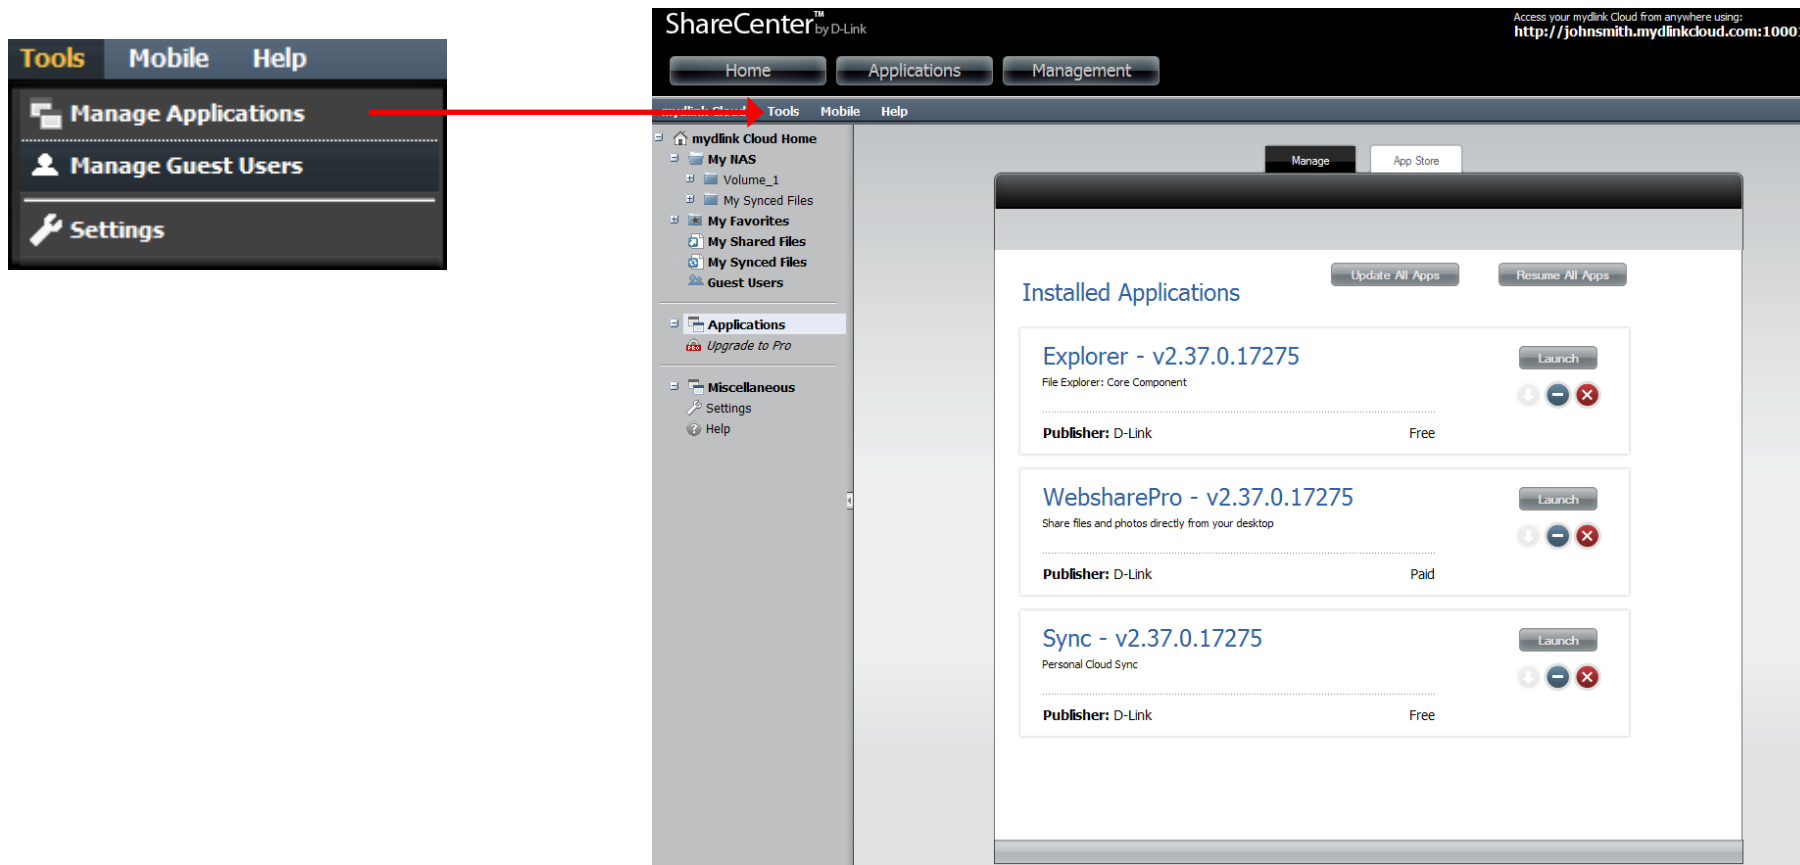 Tools Mobile Help
Manage Applications
Manage Guest Users
Settings
ShareCenter™ by D-Link
Access your mydlink Cloud from anywhere using:
http://johnsmith.mydlinkcloud.com:10001
Home Applications Management
mydlink Cloud Tools Mobile Help
mydlink Cloud Home
My NAS
Volume_1
My Synced Files
My Favorites
My Shared Files
My Synced Files
Guest Users
Applications
PRO Upgrade to Pro
Miscellaneous
Settings
Help
Manage App Store
Update All Apps Resume All Apps
Installed Applications
Explorer - v2.37.0.17275
Launch
File Explorer: Core Component
Publisher: D-Link Free
WebsharePro - v2.37.0.17275
Launch
Share files and photos directly from your desktop
Publisher: D-Link Paid
Sync - v2.37.0.17275
Launch
Personal Cloud Sync
Publisher: D-Link Free